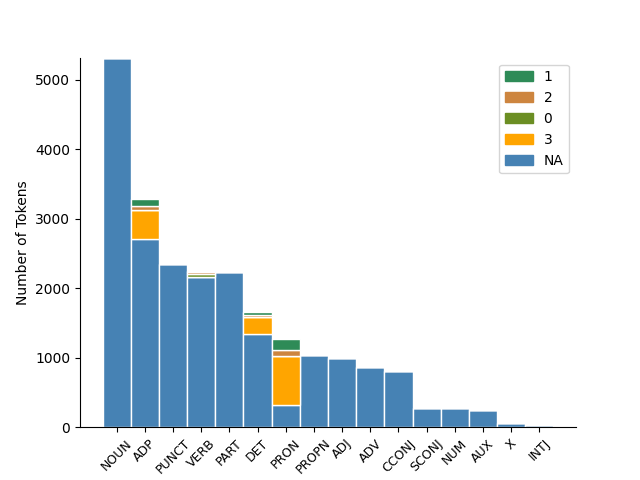 1
2
0
3
NA
Number of Tokens
5000
4000
3000
2000
1000
0
NOUN
ADP
PUNCT
VERB
PART
DET
PRON
PROPN
ADJ
ADV
CCONJ
SCONJ
NUM
AUX
X
INTJ